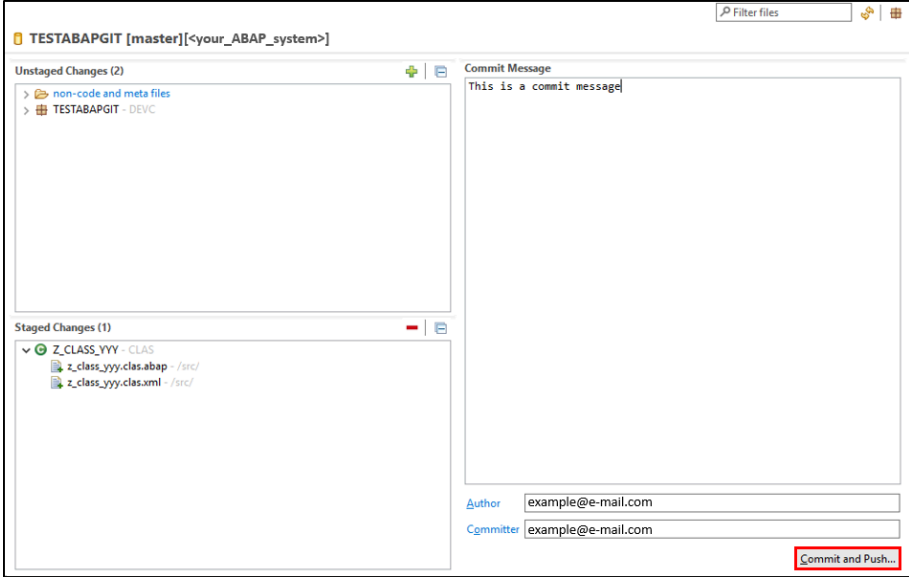 Filter files
TESTABAPGIT [master][<your_ABAP_system>]
Unstaged Changes (2)
non-code and meta files
TESTABAPGIT - DEVC
Staged Changes (1)
Z_CLASS_YYY - CLAS
z_class_yyy.clas.abap - /src/
z_class_yyy.clas.xml - /src/
Commit Message
This is a commit message
Author example@e-mail.com
Committer example@e-mail.com
Commit and Push...